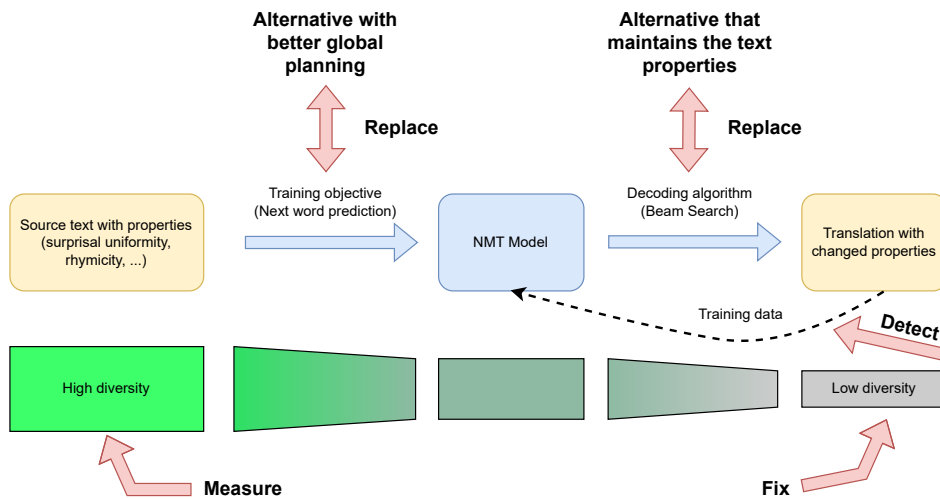 Alternative with
better global
planning
Alternative that
maintains the text
properties
Replace
Replace
Training objective
(Next word prediction)
Decoding algorithm
(Beam Search)
Source text with properties
(surprisal uniformity,
rhymicity, ...)
NMT Model
Translation with
changed properties
Training data
Detect
High diversity
Low diversity
Measure
Fix